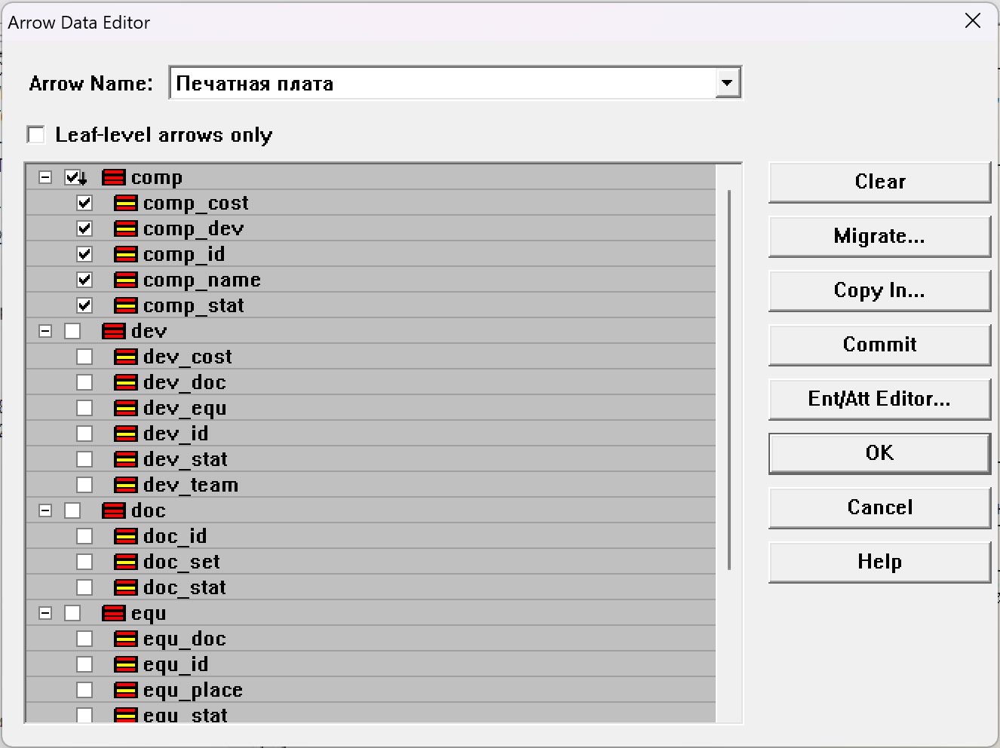 Arrow Data Editor
Arrow Name: Печатная плата
Leaf-level arrows only
comp
comp_cost
comp_dev
comp_id
comp_name
comp_stat
dev
dev_cost
dev_doc
dev_equ
dev_id
dev_stat
dev_team
doc
doc_id
doc_set
doc_stat
equ
equ_doc
equ_id
equ_place
equ_stat
Clear
Migrate...
Copy In...
Commit
Ent/Att Editor...
OK
Cancel
Help